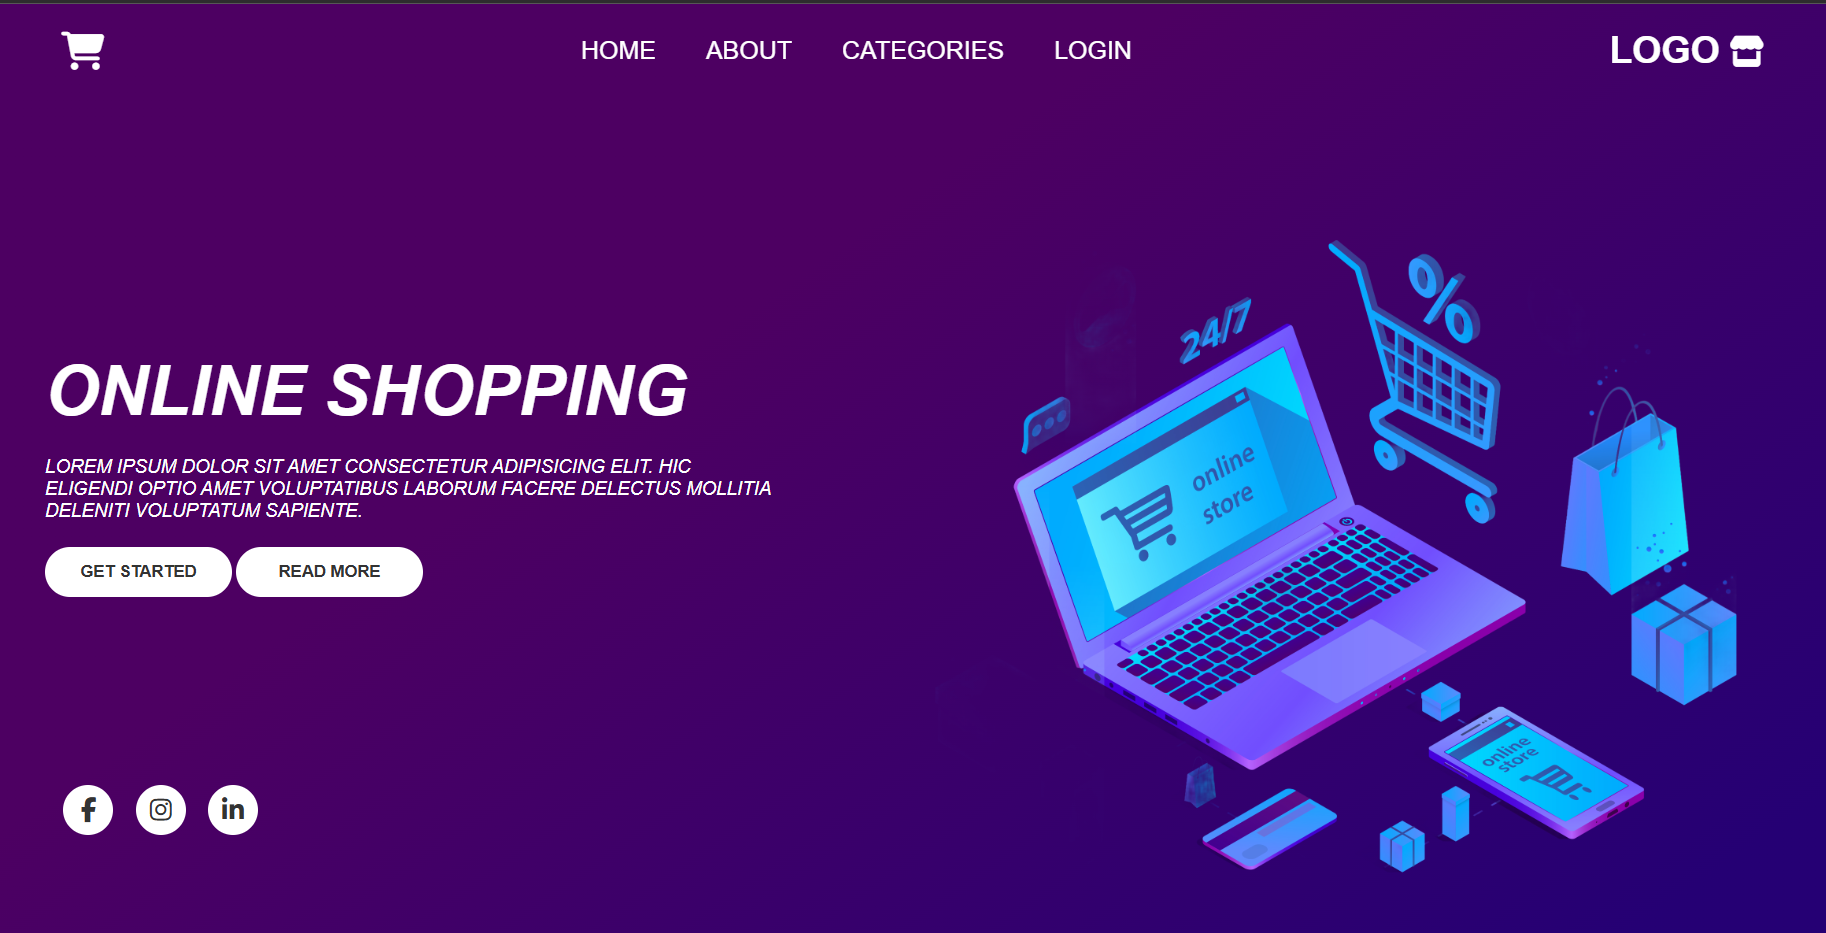 HOME ABOUT CATEGORIES LOGIN
LOGO
ONLINE SHOPPING
LOREM IPSUM DOLOR SIT AMET CONSECTETUR ADIPISICING ELIT. HIC
ELIGENDI OPTIO AMET VOLUPTATIBUS LABORUM FACERE DELECTUS MOLLITIA
DELENITI VOLUPTATUM SAPIENTE.
GET STARTED READ MORE
24/7
%
online
store
online
store
f
in